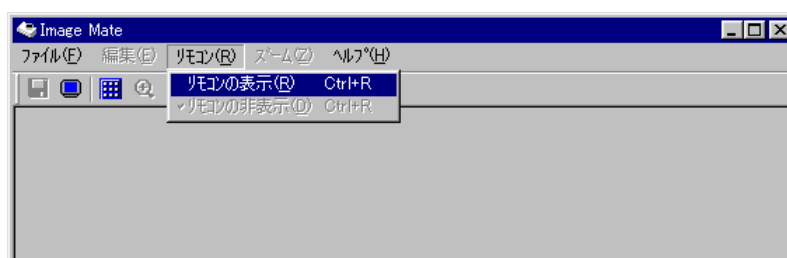 Image Mate
ファイル(F) 編集(E) リモコン(R) ズーム(Z) ヘルプ(H)
リモコンの表示(R) Ctrl+R
✓リモコンの非表示(D) Ctrl+R